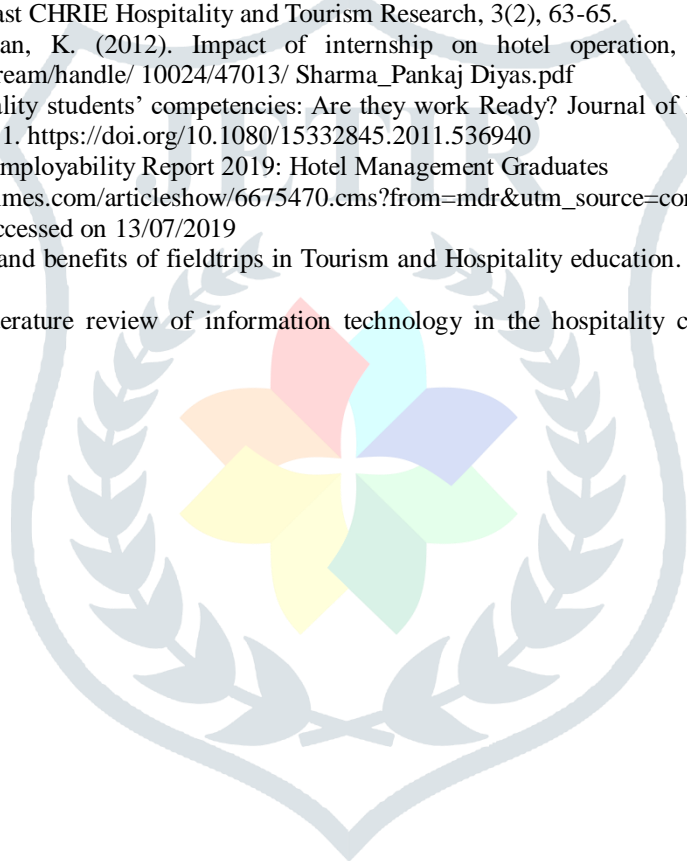 ast CHRIE Hospitality and Tourism Research, 3(2), 63-65.
an, K. (2012). Impact of internship on hotel operation,
ream/handle/ 10024/47013/ Sharma_Pankaj Diyas.pdf
ality students’ competencies: Are they work Ready? Journal of
1. https://doi.org/10.1080/15332845.2011.536940
mployability Report 2019: Hotel Management Graduates
imes.com/articleshow/6675470.cms?from=mdr&utm_source=con
ccessed on 13/07/2019
and benefits of fieldtrips in Tourism and Hospitality education.
erature review of information technology in the hospitality c
JETIR